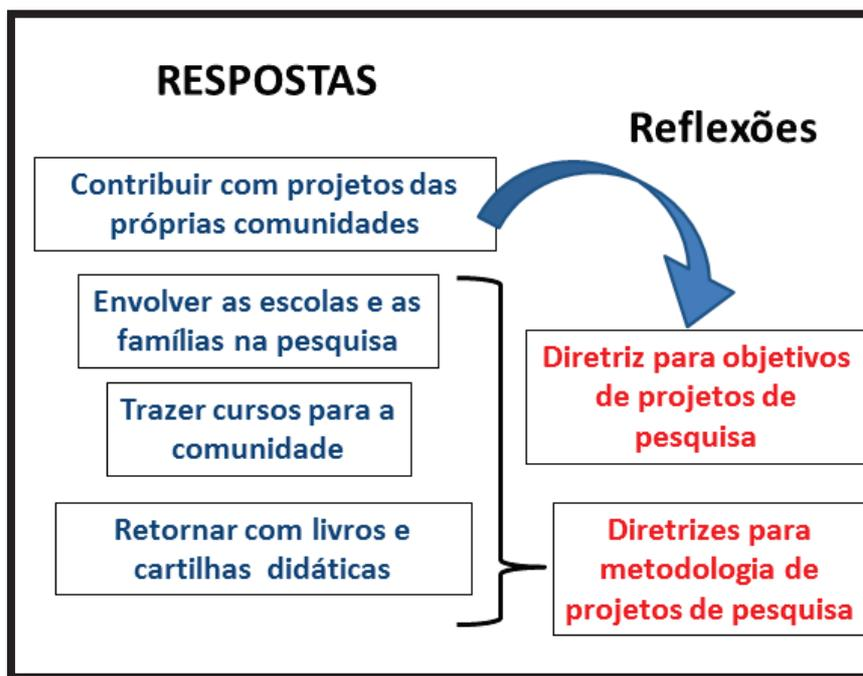 RESPOSTAS
Reflexões
Contribuir com projetos das
próprias comunidades
Envolver as escolas e as
famílias na pesquisa
Trazer cursos para a
comunidade
Retornar com livros e
cartilhas didáticas
Diretriz para objetivos
de projetos de
pesquisa
Diretrizes para
metodologia de
projetos de pesquisa